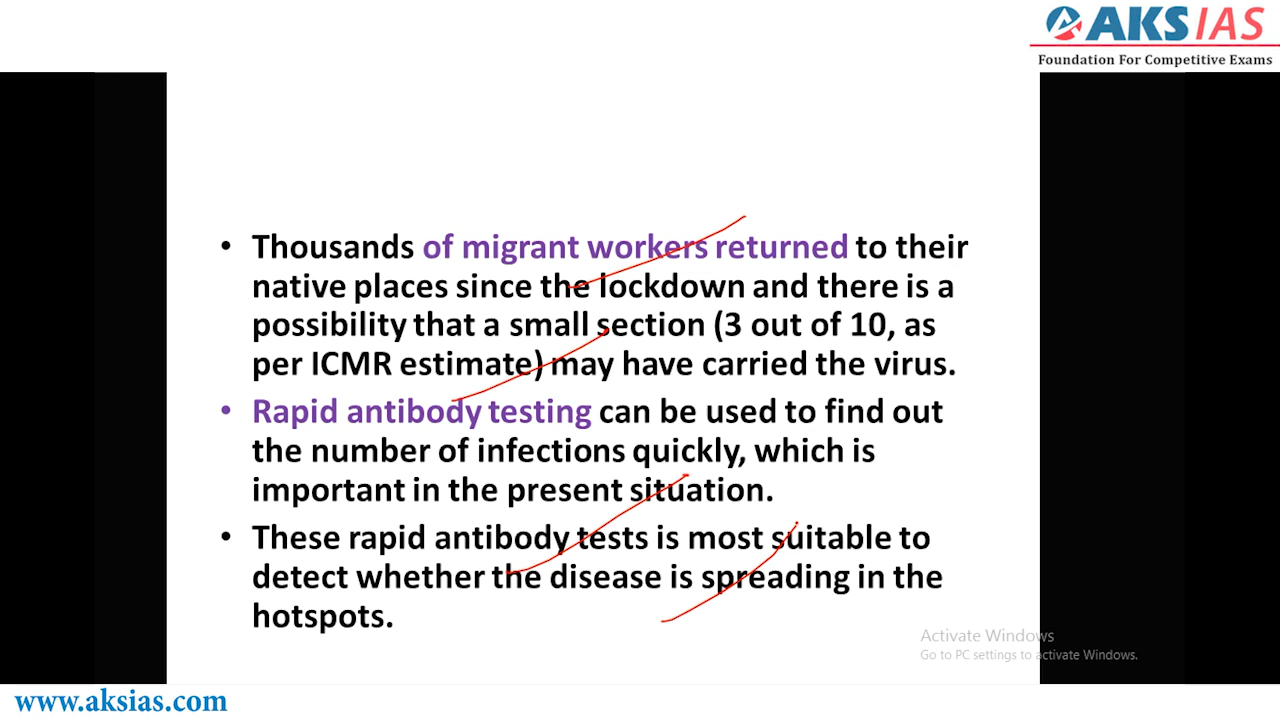 AKS IAS
Foundation For Competitive Exams
• Thousands of migrant workers returned to their
native places since the lockdown and there is a
possibility that a small section (3 out of 10, as
per ICMR estimate) may have carried the virus.
• Rapid antibody testing can be used to find out
the number of infections quickly, which is
important in the present situation.
• These rapid antibody tests is most suitable to
detect whether the disease is spreading in the
hotspots.
Activate Windows
Go to PC settings to activate Windows.
www.aksias.com